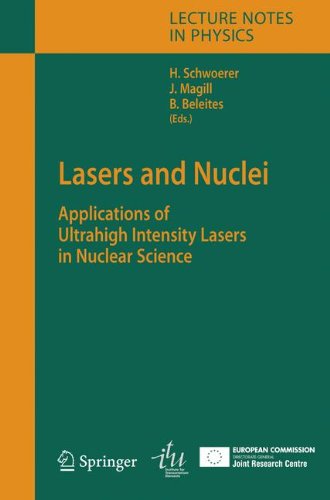 LECTURE NOTES
IN PHYSICS
H. Schwoerer
J. Magill
B. Beleites
(Eds.)
Lasers and Nuclei
Applications of
Ultrahigh Intensity Lasers
in Nuclear Science
Springer
itu
Institute for
Transuranium
Elements
EUROPEAN COMMISSION
DIRECTORATE GENERAL
Joint Research Centre